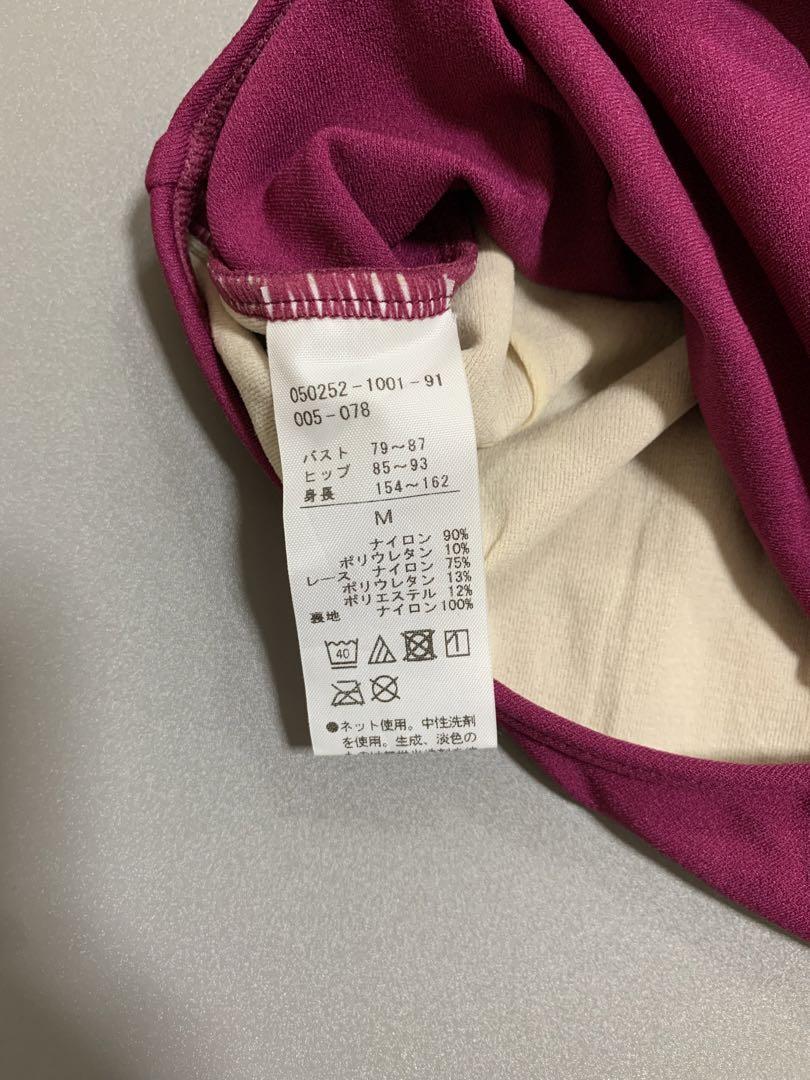 050252-1001-91
005-078
バスト 79〜87
ヒップ 85〜93
身長 154〜162
M
ナイロン 90%
ポリウレタン 10%
レース ナイロン 75%
ポリウレタン 13%
ポリエステル 12%
裏地 ナイロン100%
40
●ネット使用。中性洗剤
を使用。生成、淡色の